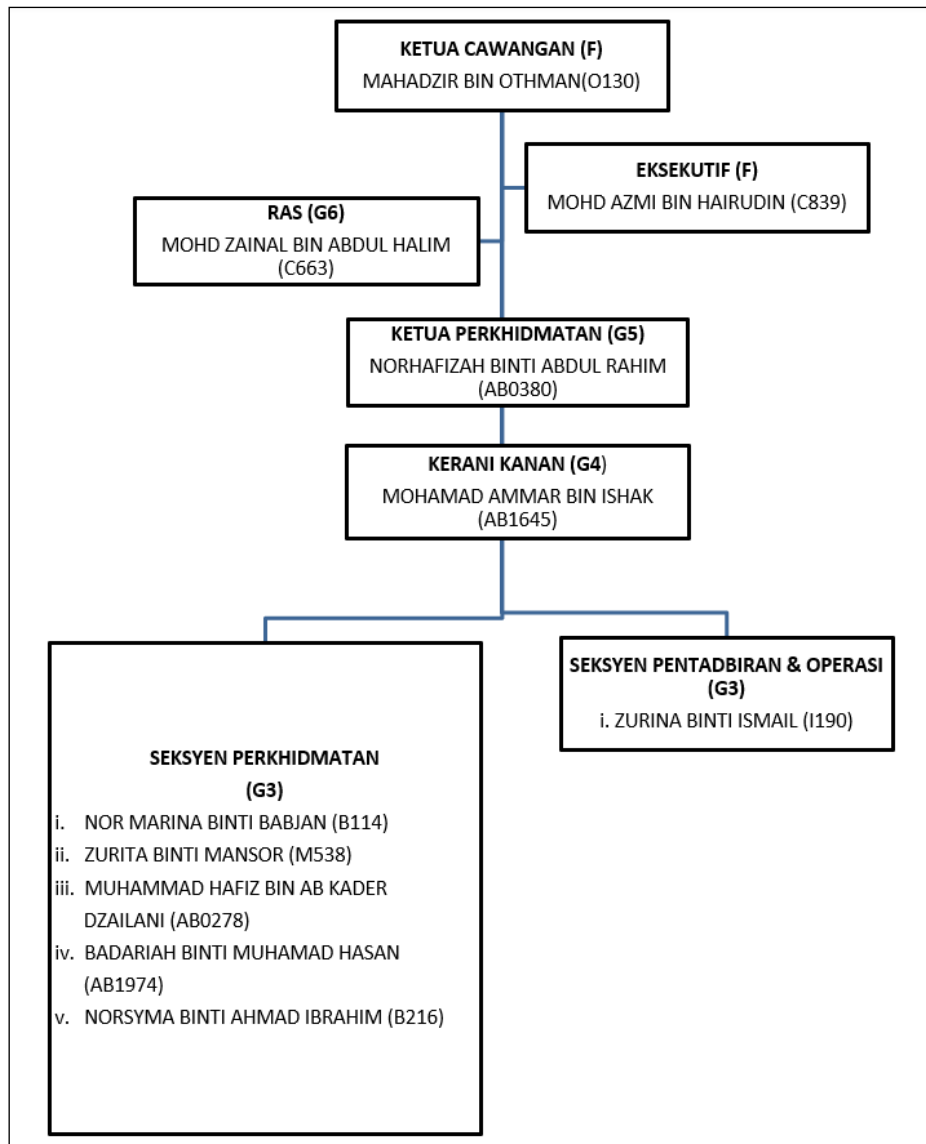 KETUA CAWANGAN (F)
MAHADZIR BIN OTHMAN(O130)
EKSEKUTIF (F)
MOHD AZMI BIN HAIRUDIN (C839)
RAS (G6)
MOHD ZAINAL BIN ABDUL HALIM
(C663)
KETUA PERKHIDMATAN (G5)
NORHAFIZAH BINTI ABDUL RAHIM
(AB0380)
KERANI KANAN (G4)
MOHAMAD AMMAR BIN ISHAK
(AB1645)
SEKSYEN PERKHIDMATAN
(G3)
i. NOR MARINA BINTI BABJAN (B114)
ii. ZURITA BINTI MANSOR (M538)
iii. MUHAMMAD HAFIZ BIN AB KADER
DZAILANI (AB0278)
iv. BADARIAH BINTI MUHAMAD HASAN
(AB1974)
v. NORSYMA BINTI AHMAD IBRAHIM (B216)
SEKSYEN PENTADBIRAN & OPERASI
(G3)
i. ZURINA BINTI ISMAIL (I190)